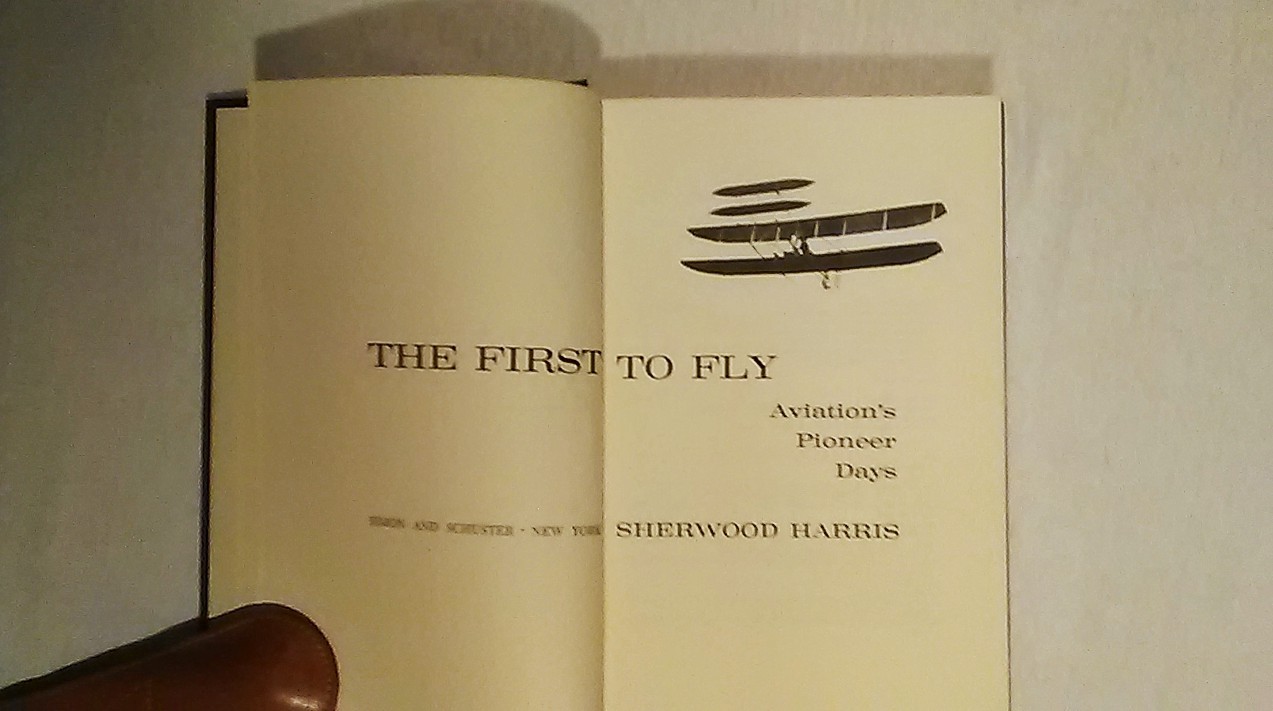 THE FIRST TO FLY
Aviation's
Pioneer
Days
SIMON AND SCHUSTER · NEW YORK
SHERWOOD HARRIS